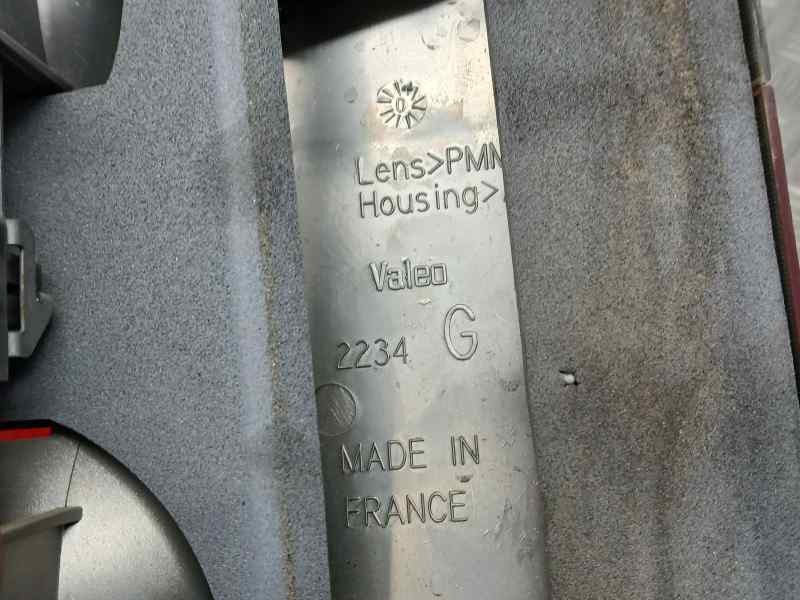 Lens>PMM
Housing>
Valeo
2234 G
MADE IN
FRANCE